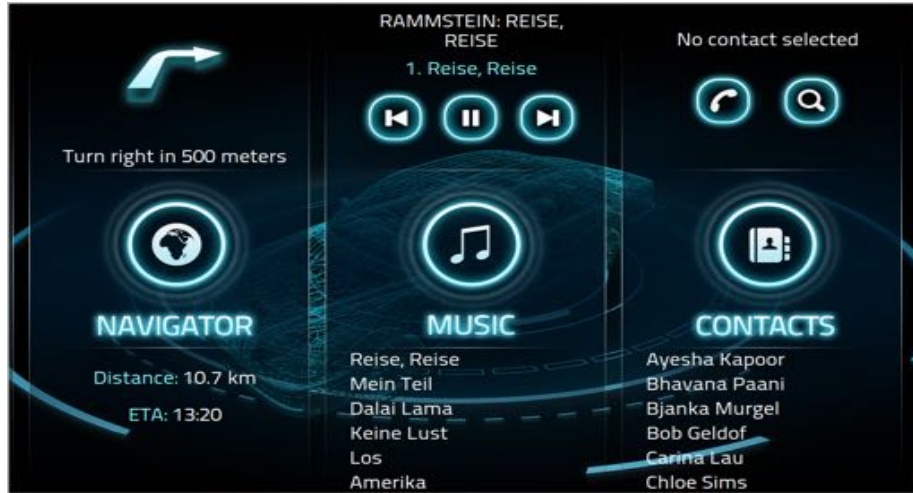 Turn right in 500 meters
NAVIGATOR
Distance: 10.7 km
ETA: 13:20
RAMMSTEIN: REISE,
REISE
1. Reise, Reise
MUSIC
Reise, Reise
Mein Teil
Dalai Lama
Keine Lust
Los
Amerika
No contact selected
CONTACTS
Ayesha Kapoor
Bhavana Paani
Bjanka Murgel
Bob Geldof
Carina Lau
Chloe Sims